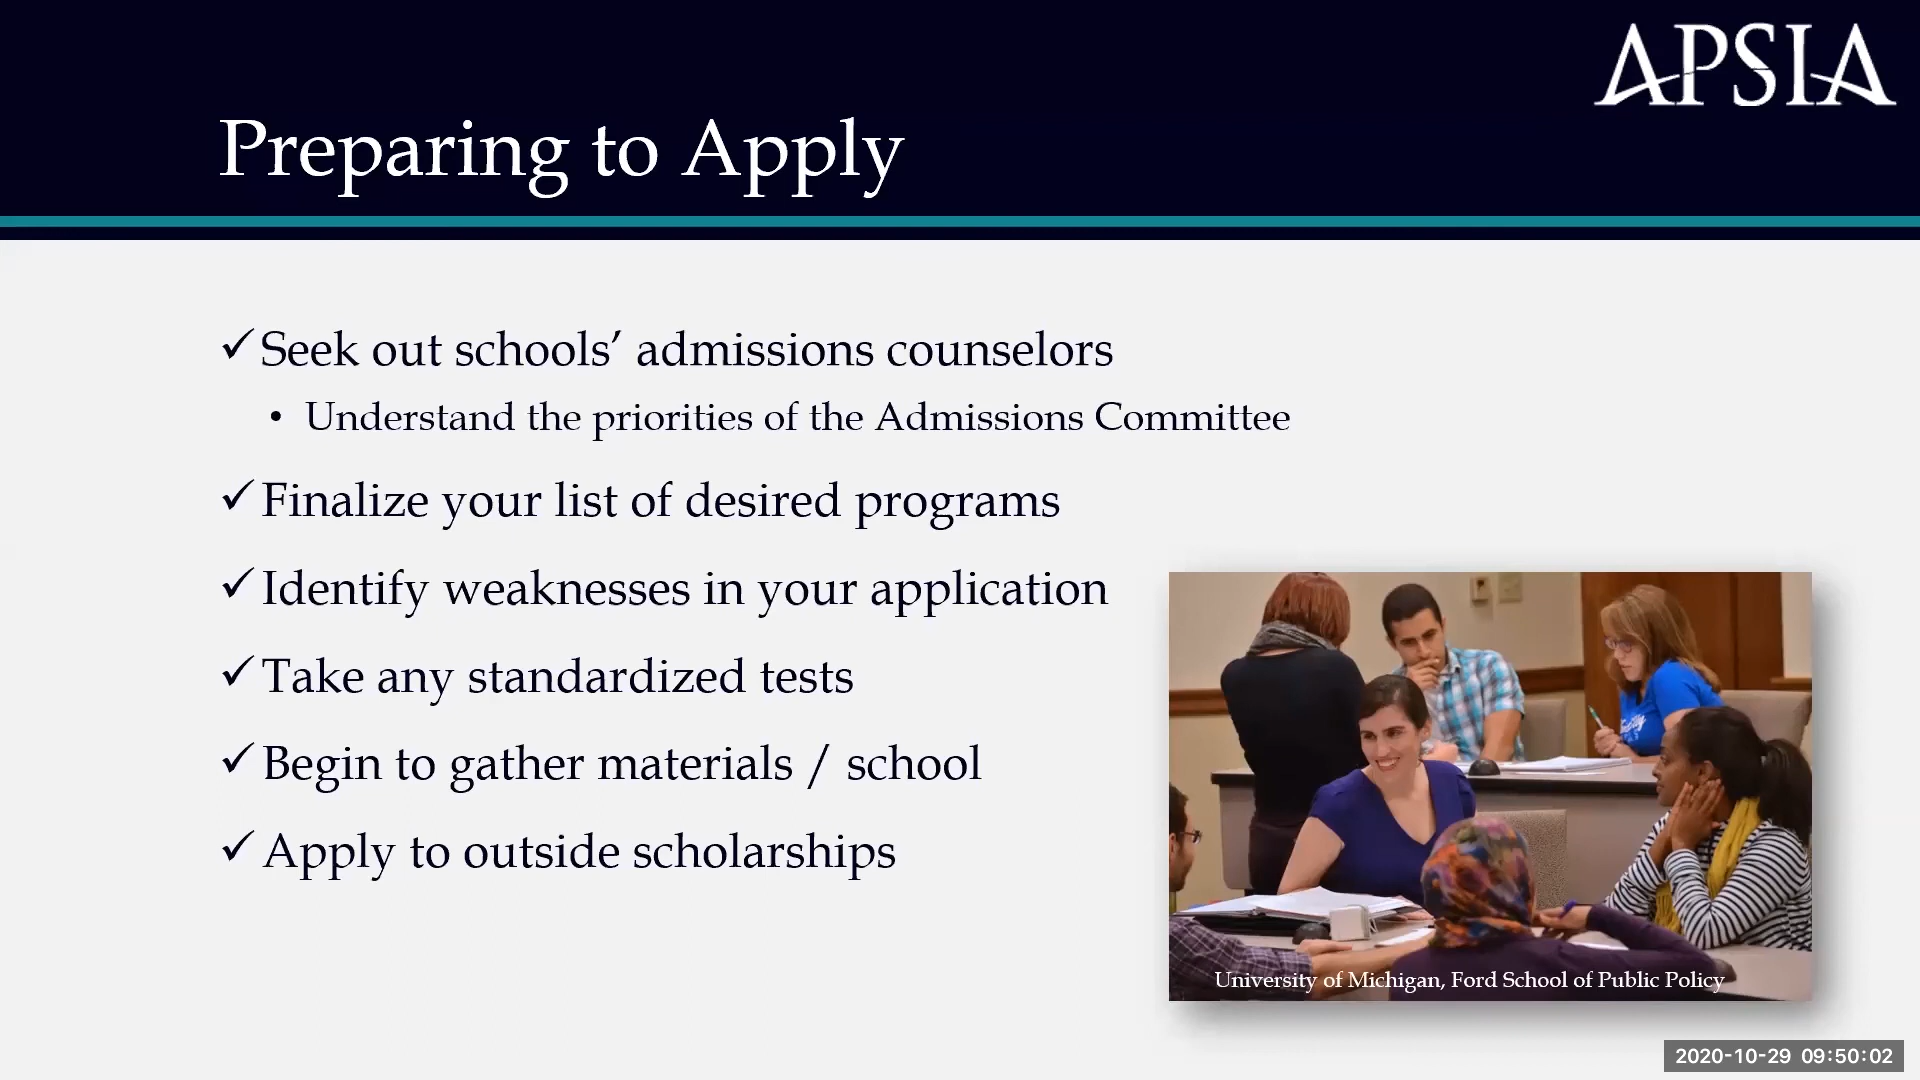 APSIA
Preparing to Apply
✓Seek out schools’ admissions counselors
• Understand the priorities of the Admissions Committee
✓Finalize your list of desired programs
✓Identify weaknesses in your application
✓Take any standardized tests
✓Begin to gather materials / school
✓Apply to outside scholarships
University of Michigan, Ford School of Public Policy
2020-10-29 09:50:02